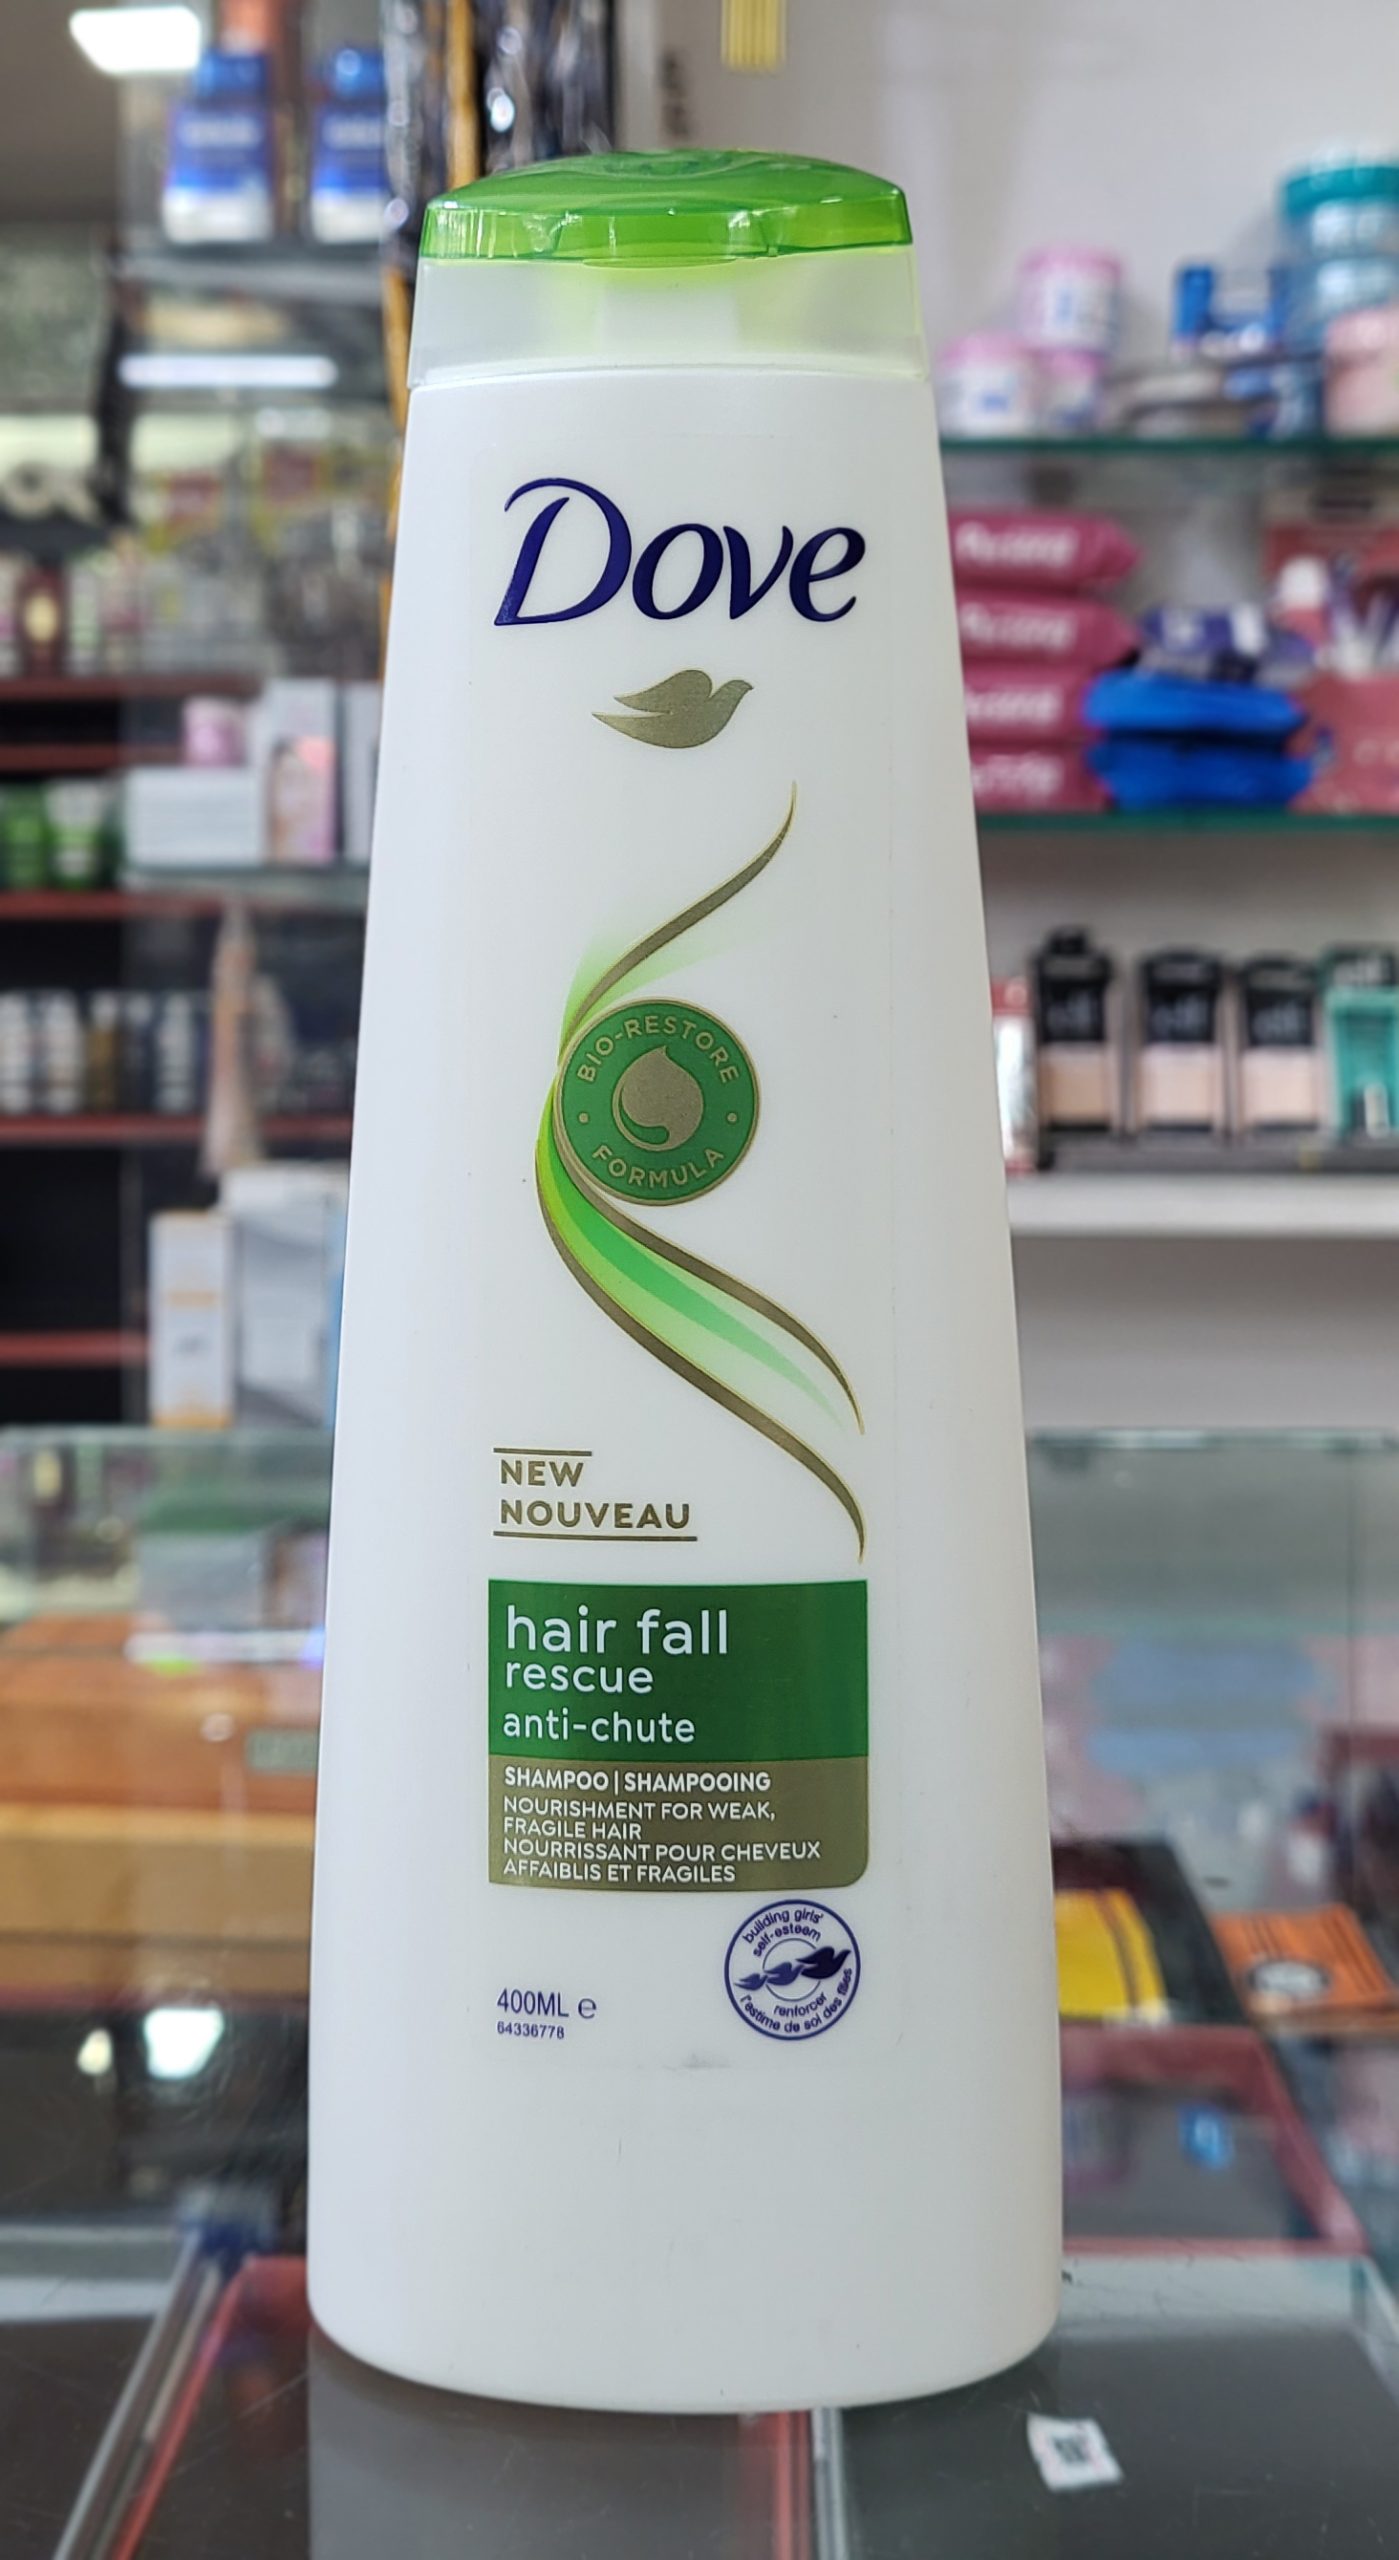 Dove
BIO-RESTORE
FORMULA
NEW
NOUVEAU
hair fall
rescue
anti-chute
SHAMPOO | SHAMPOOING
NOURISHMENT FOR WEAK,
FRAGILE HAIR
NOURRISSANT POUR CHEVEUX
AFFAIBLIS ET FRAGILES
building girls'
self-esteem
renforcer
l'estime de soi des filles
400ML e
64336778